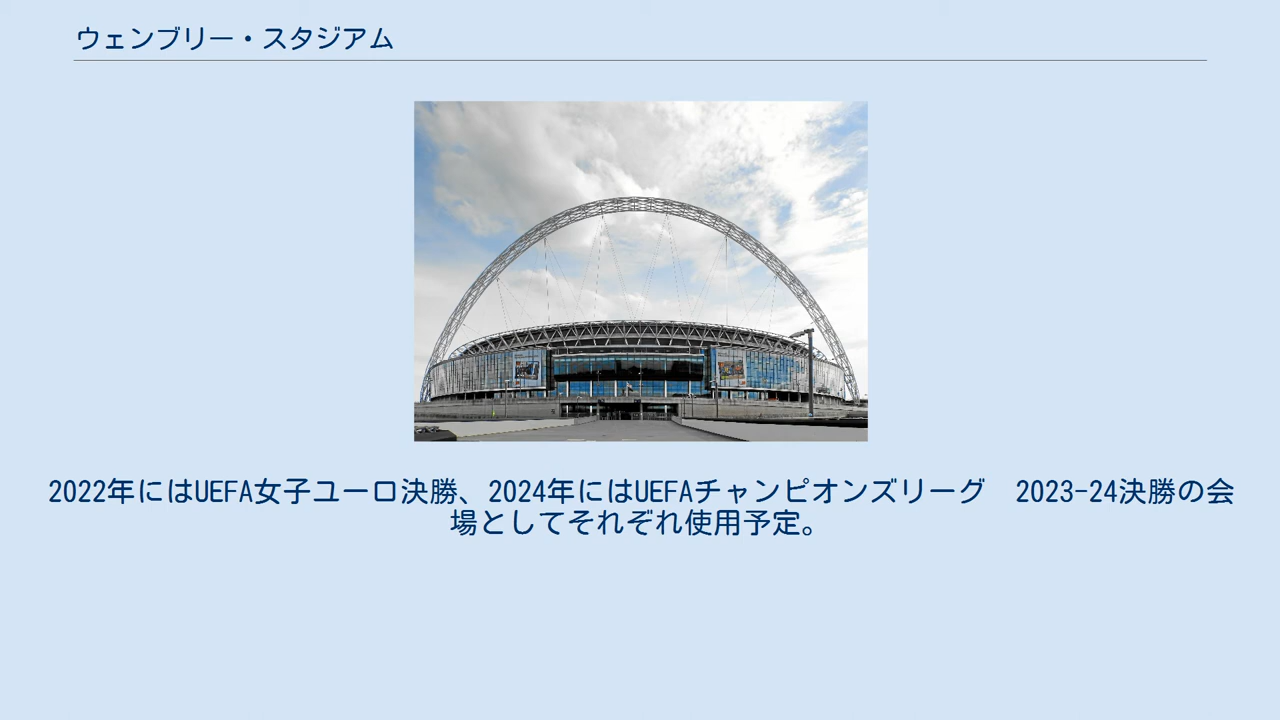 ウェンブリー・スタジアム
2022年にはUEFA女子ユーロ決勝、2024年にはUEFAチャンピオンズリーグ　2023-24決勝の会
場としてそれぞれ使用予定。